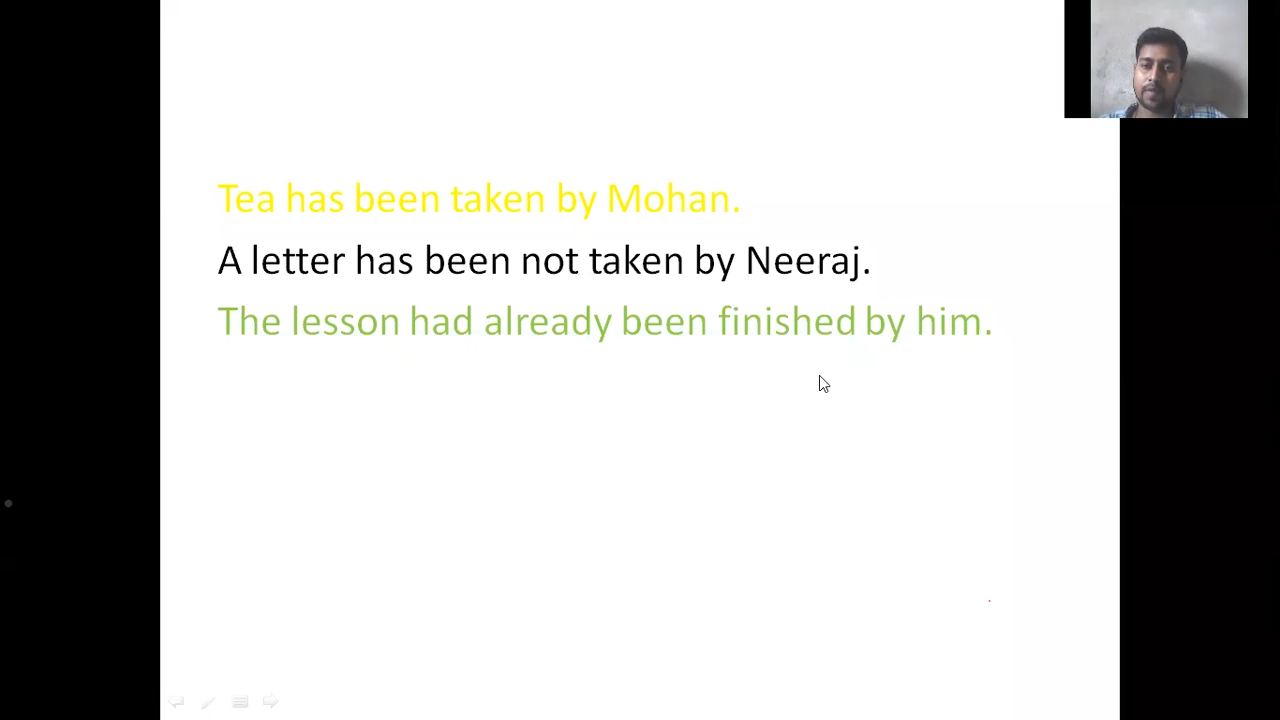 Tea has been taken by Mohan.
A letter has been not taken by Neeraj.
The lesson had already been finished by him.